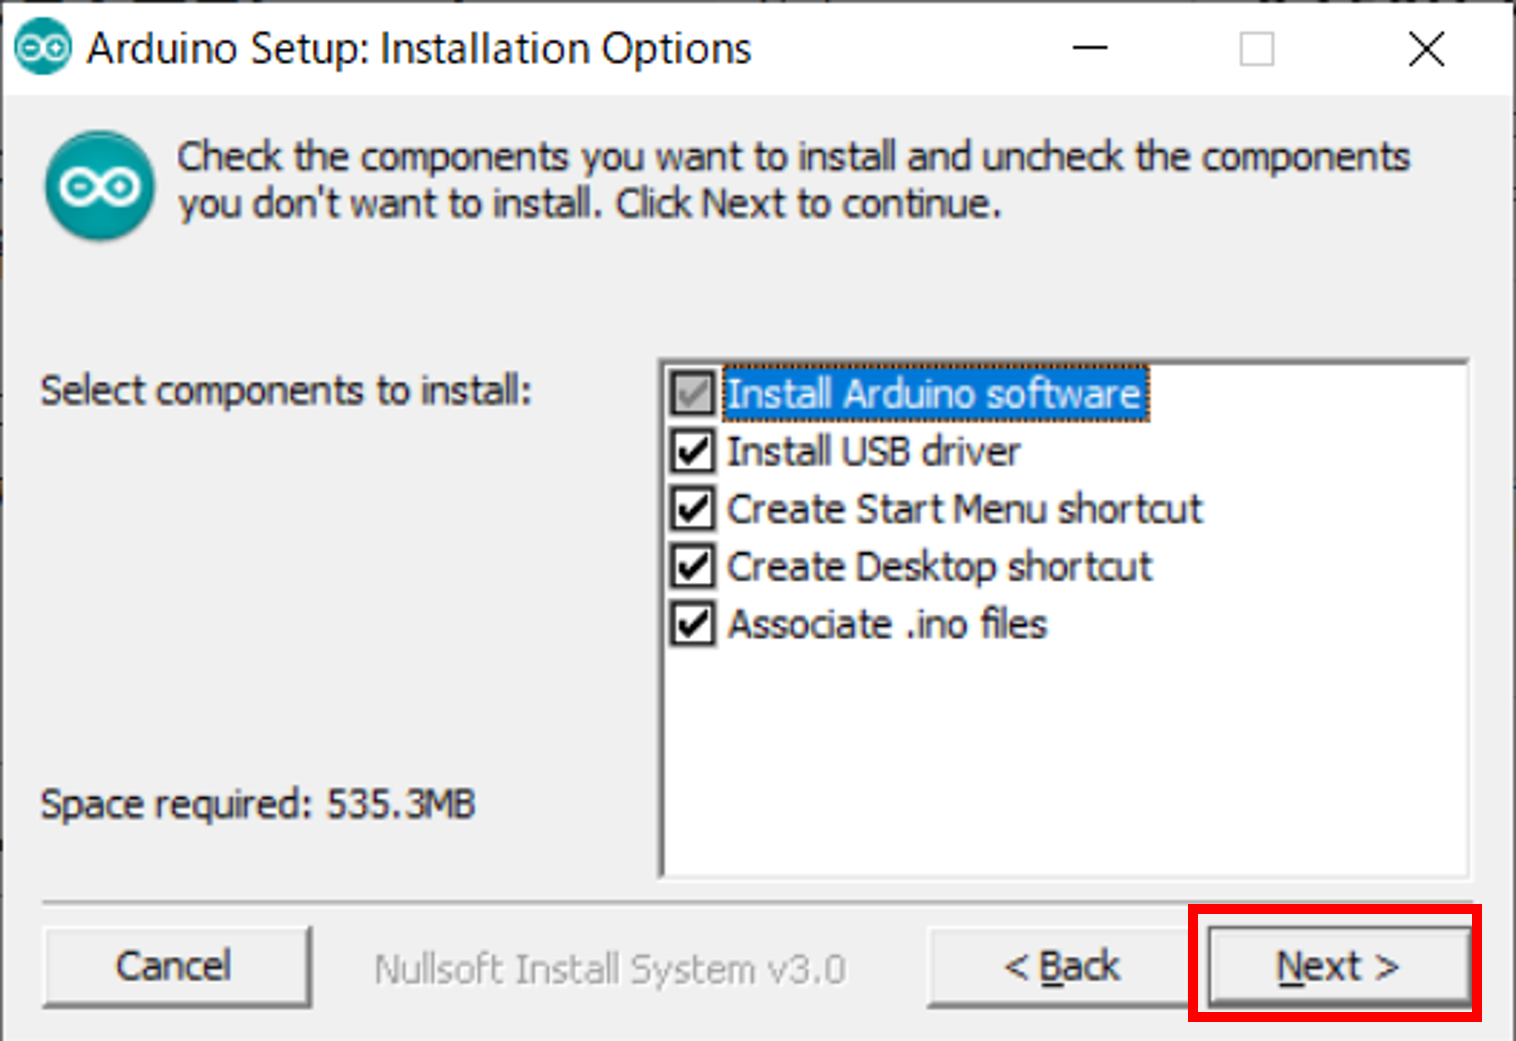 Arduino Setup: Installation Options
Check the components you want to install and uncheck the components
you don't want to install. Click Next to continue.
Select components to install:
Install Arduino software
Install USB driver
Create Start Menu shortcut
Create Desktop shortcut
Associate .ino files
Space required: 535.3MB
Cancel
Nullsoft Install System v3.0
< Back
Next >